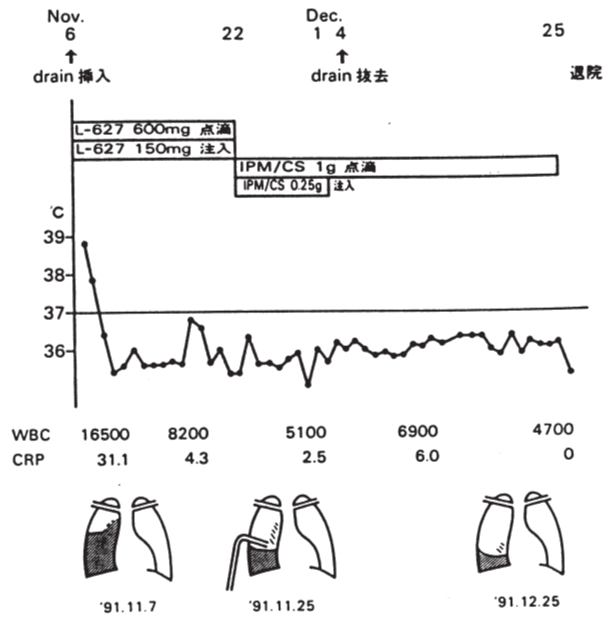 Nov. Dec.
6 22 1 4 25
drain 挿入 drain 抜去 退院
L-627 600mg 点滴
L-627 150mg 注入
IPM/CS 1g 点滴
IPM/CS 0.25g 注入
℃
39
38
37
36
WBC 16500 8200 5100 6900 4700
CRP 31.1 4.3 2.5 6.0 0
'91.11.7 '91.11.25 '91.12.25